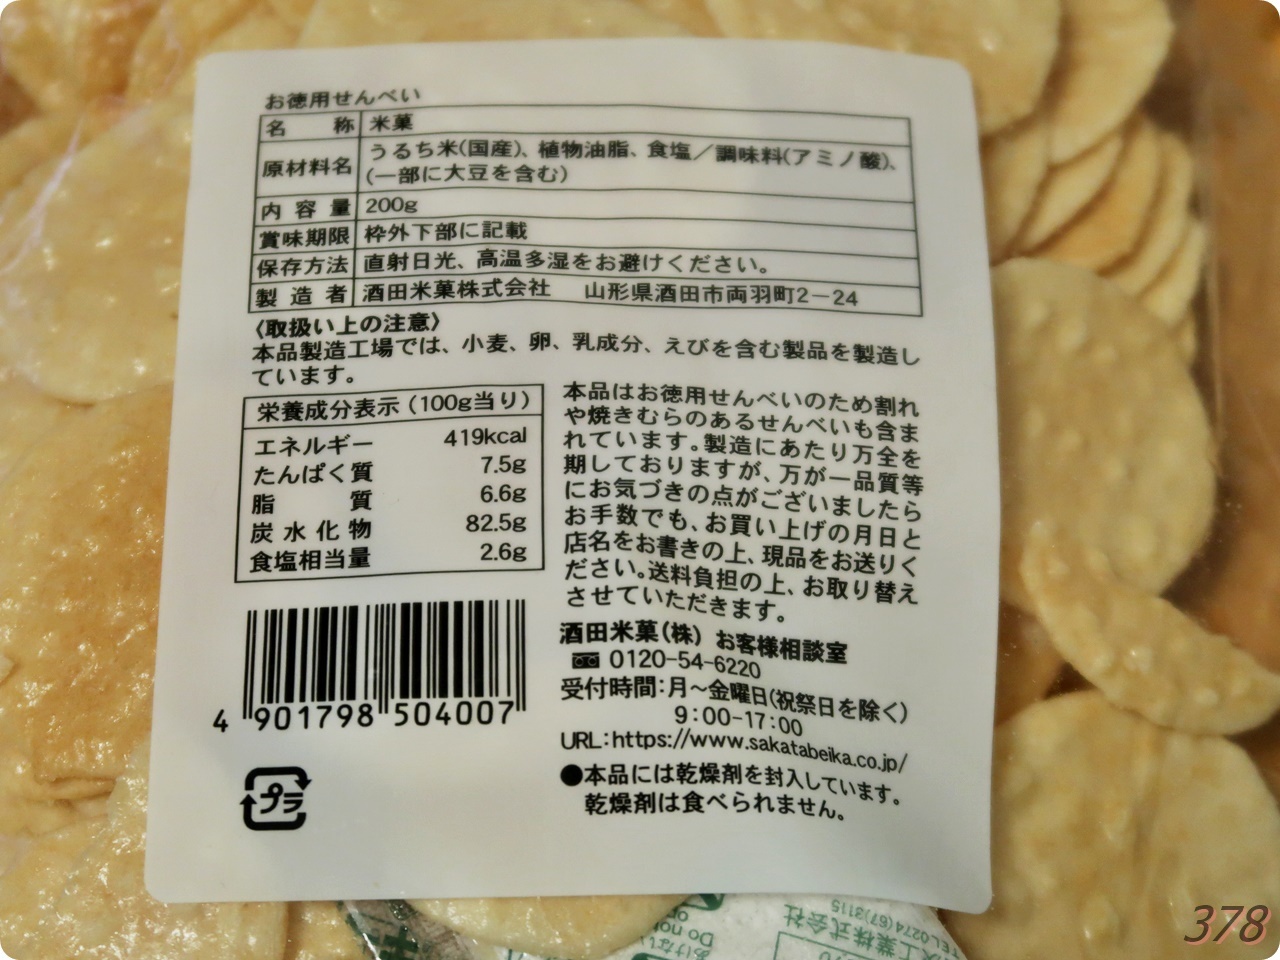 お徳用せんべい
名称 米菓
原材料名 うるち米(国産)、植物油脂、食塩／調味料(アミノ酸)、
(一部に大豆を含む)
内容量 200g
賞味期限 枠外下部に記載
保存方法 直射日光、高温多湿をお避けください。
製造者 酒田米菓株式会社 山形県酒田市両羽町2－24
〈取扱い上の注意〉
本品製造工場では、小麦、卵、乳成分、えびを含む製品を製造し
ています。
栄養成分表示(100g当り)
エネルギー 419kcal
たんぱく質 7.5g
脂質 6.6g
炭水化物 82.5g
食塩相当量 2.6g
本品はお徳用せんべいのため割れ
や焼きむらのあるせんべいも含ま
れています。製造にあたり万全を
期しておりますが、万が一品質等
にお気づきの点がございましたら
お手数でも、お買い上げの月日と
店名をお書きの上、現品をお送りく
ださい。送料負担の上、お取り替え
させていただきます。
酒田米菓(株) お客様相談室
0120-54-6220
受付時間:月～金曜日(祝祭日を除く)
9:00-17:00
URL:https://www.sakatabeika.co.jp/
●本品には乾燥剤を封入しています。
乾燥剤は食べられません。
4 901798 504007
プラ
工業株式会社
TEL.0274(67)3115
あけない
Do not
378